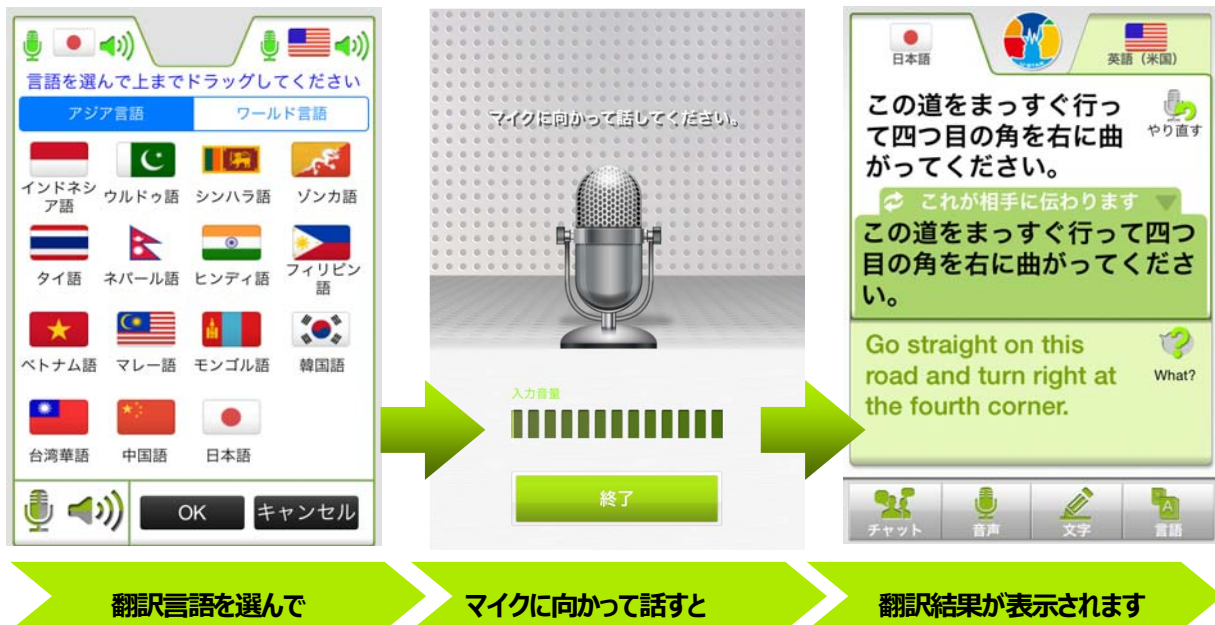 言語を選んで上までドラッグしてください
アジア言語
ワールド言語
インドネシ
ア語
ウルドゥ語
シンハラ語
ゾンカ語
タイ語
ネパール語
ヒンディ語
フィリピン
語
ベトナム語
マレー語
モンゴル語
韓国語
台湾華語
中国語
日本語
OK
キャンセル
マイクに向かって話してください。
入力音量
終了
日本語
英語（米国）
この道をまっすぐ行っ
て四つ目の角を右に曲
がってください。
やり直す
これが相手に伝わります
この道をまっすぐ行って四つ
目の角を右に曲がってくださ
い。
Go straight on this
road and turn right at
the fourth corner.
What?
チャット
音声
文字
A
言語
翻訳言語を選んで
マイクに向かって話すと
翻訳結果が表示されます